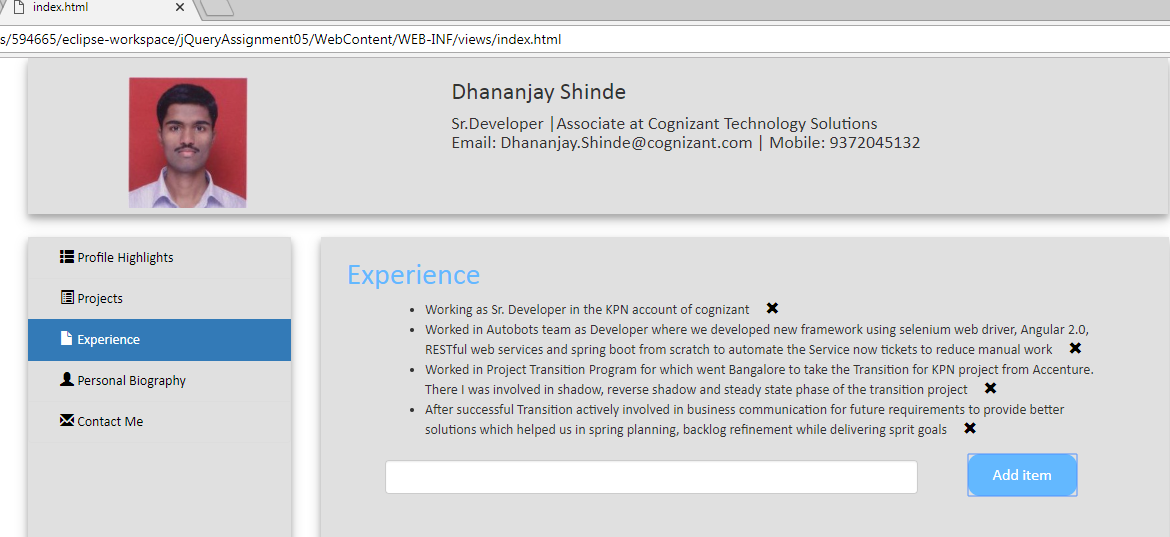 index.html
s/594665/eclipse-workspace/jQueryAssignment05/WebContent/WEB-INF/views/index.html
Dhananjay Shinde
Sr.Developer |Associate at Cognizant Technology Solutions
Email: Dhananjay.Shinde@cognizant.com | Mobile: 9372045132
Profile Highlights
Projects
Experience
Personal Biography
Contact Me
Experience
• Working as Sr. Developer in the KPN account of cognizant ✖
• Worked in Autobots team as Developer where we developed new framework using selenium web driver, Angular 2.0,
RESTful web services and spring boot from scratch to automate the Service now tickets to reduce manual work ✖
• Worked in Project Transition Program for which went Bangalore to take the Transition for KPN project from Accenture.
There I was involved in shadow, reverse shadow and steady state phase of the transition project ✖
• After successful Transition actively involved in business communication for future requirements to provide better
solutions which helped us in spring planning, backlog refinement while delivering sprit goals ✖
Add item